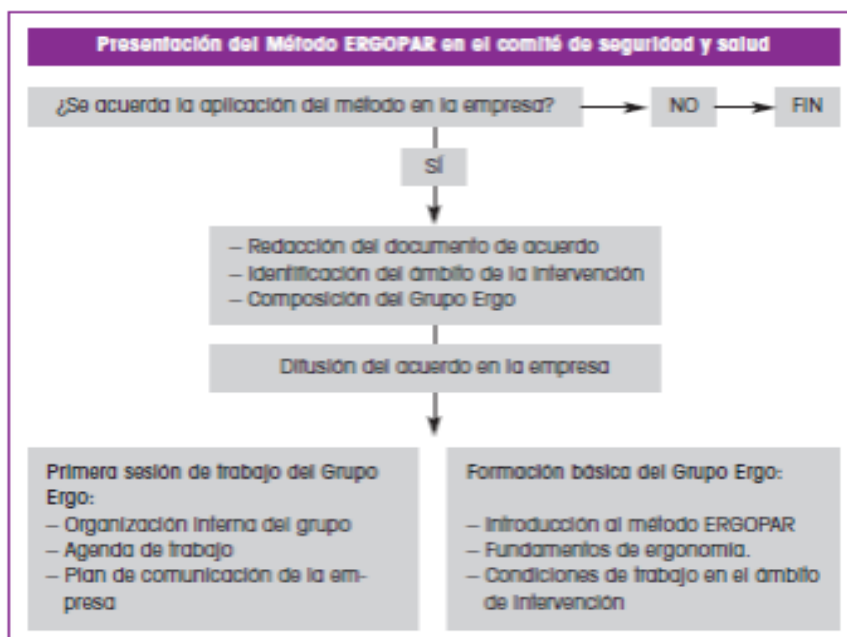 Presentación del Método ERGOPAR en el comité de seguridad y salud
¿Se acuerda la aplicación del método en la empresa?
NO
FIN
SÍ
– Redacción del documento de acuerdo
– Identificación del ámbito de la Intervención
– Composición del Grupo Ergo
Difusión del acuerdo en la empresa
Primera sesión de trabajo del Grupo
Ergo:
– Organización Interna del grupo
– Agenda de trabajo
– Plan de comunicación de la em-
presa
Formación básica del Grupo Ergo:
– Introducción al método ERGOPAR
– Fundamentos de ergonomía.
– Condiciones de trabajo en el ámbito
de Intervención